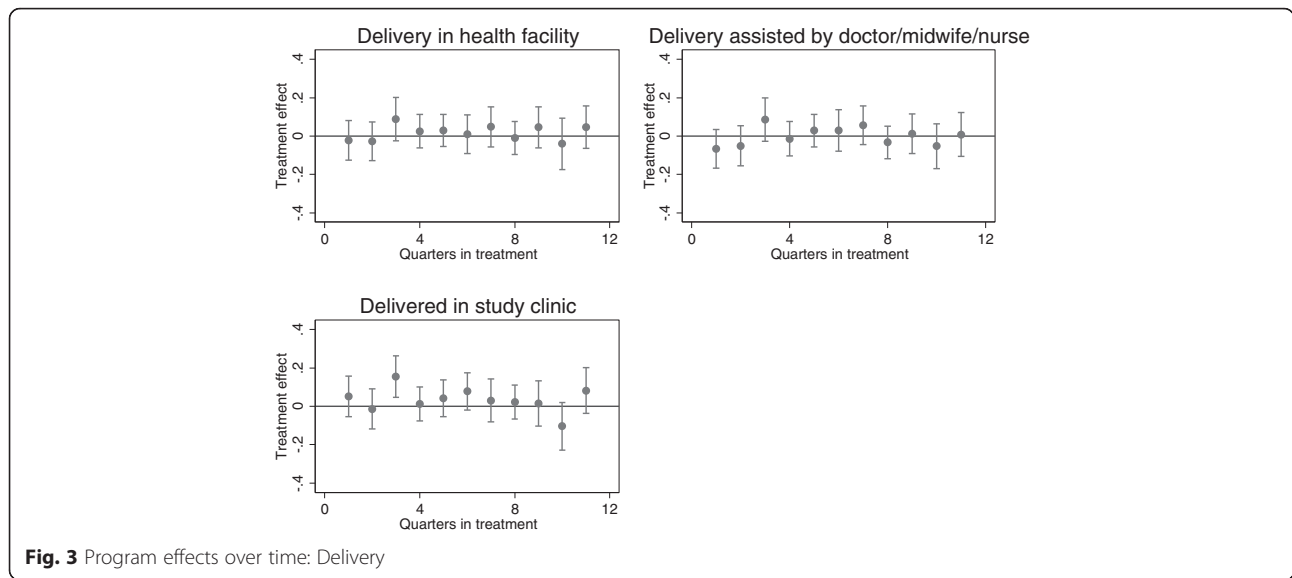 Delivery in health facility
Treatment effect
.4
.2
0
-.2
-.4
0 4 8 12
Quarters in treatment
Delivery assisted by doctor/midwife/nurse
Treatment effect
.4
.2
0
-.2
-.4
0 4 8 12
Quarters in treatment
Delivered in study clinic
Treatment effect
.4
.2
0
-.2
-.4
0 4 8 12
Quarters in treatment
Fig. 3 Program effects over time: Delivery